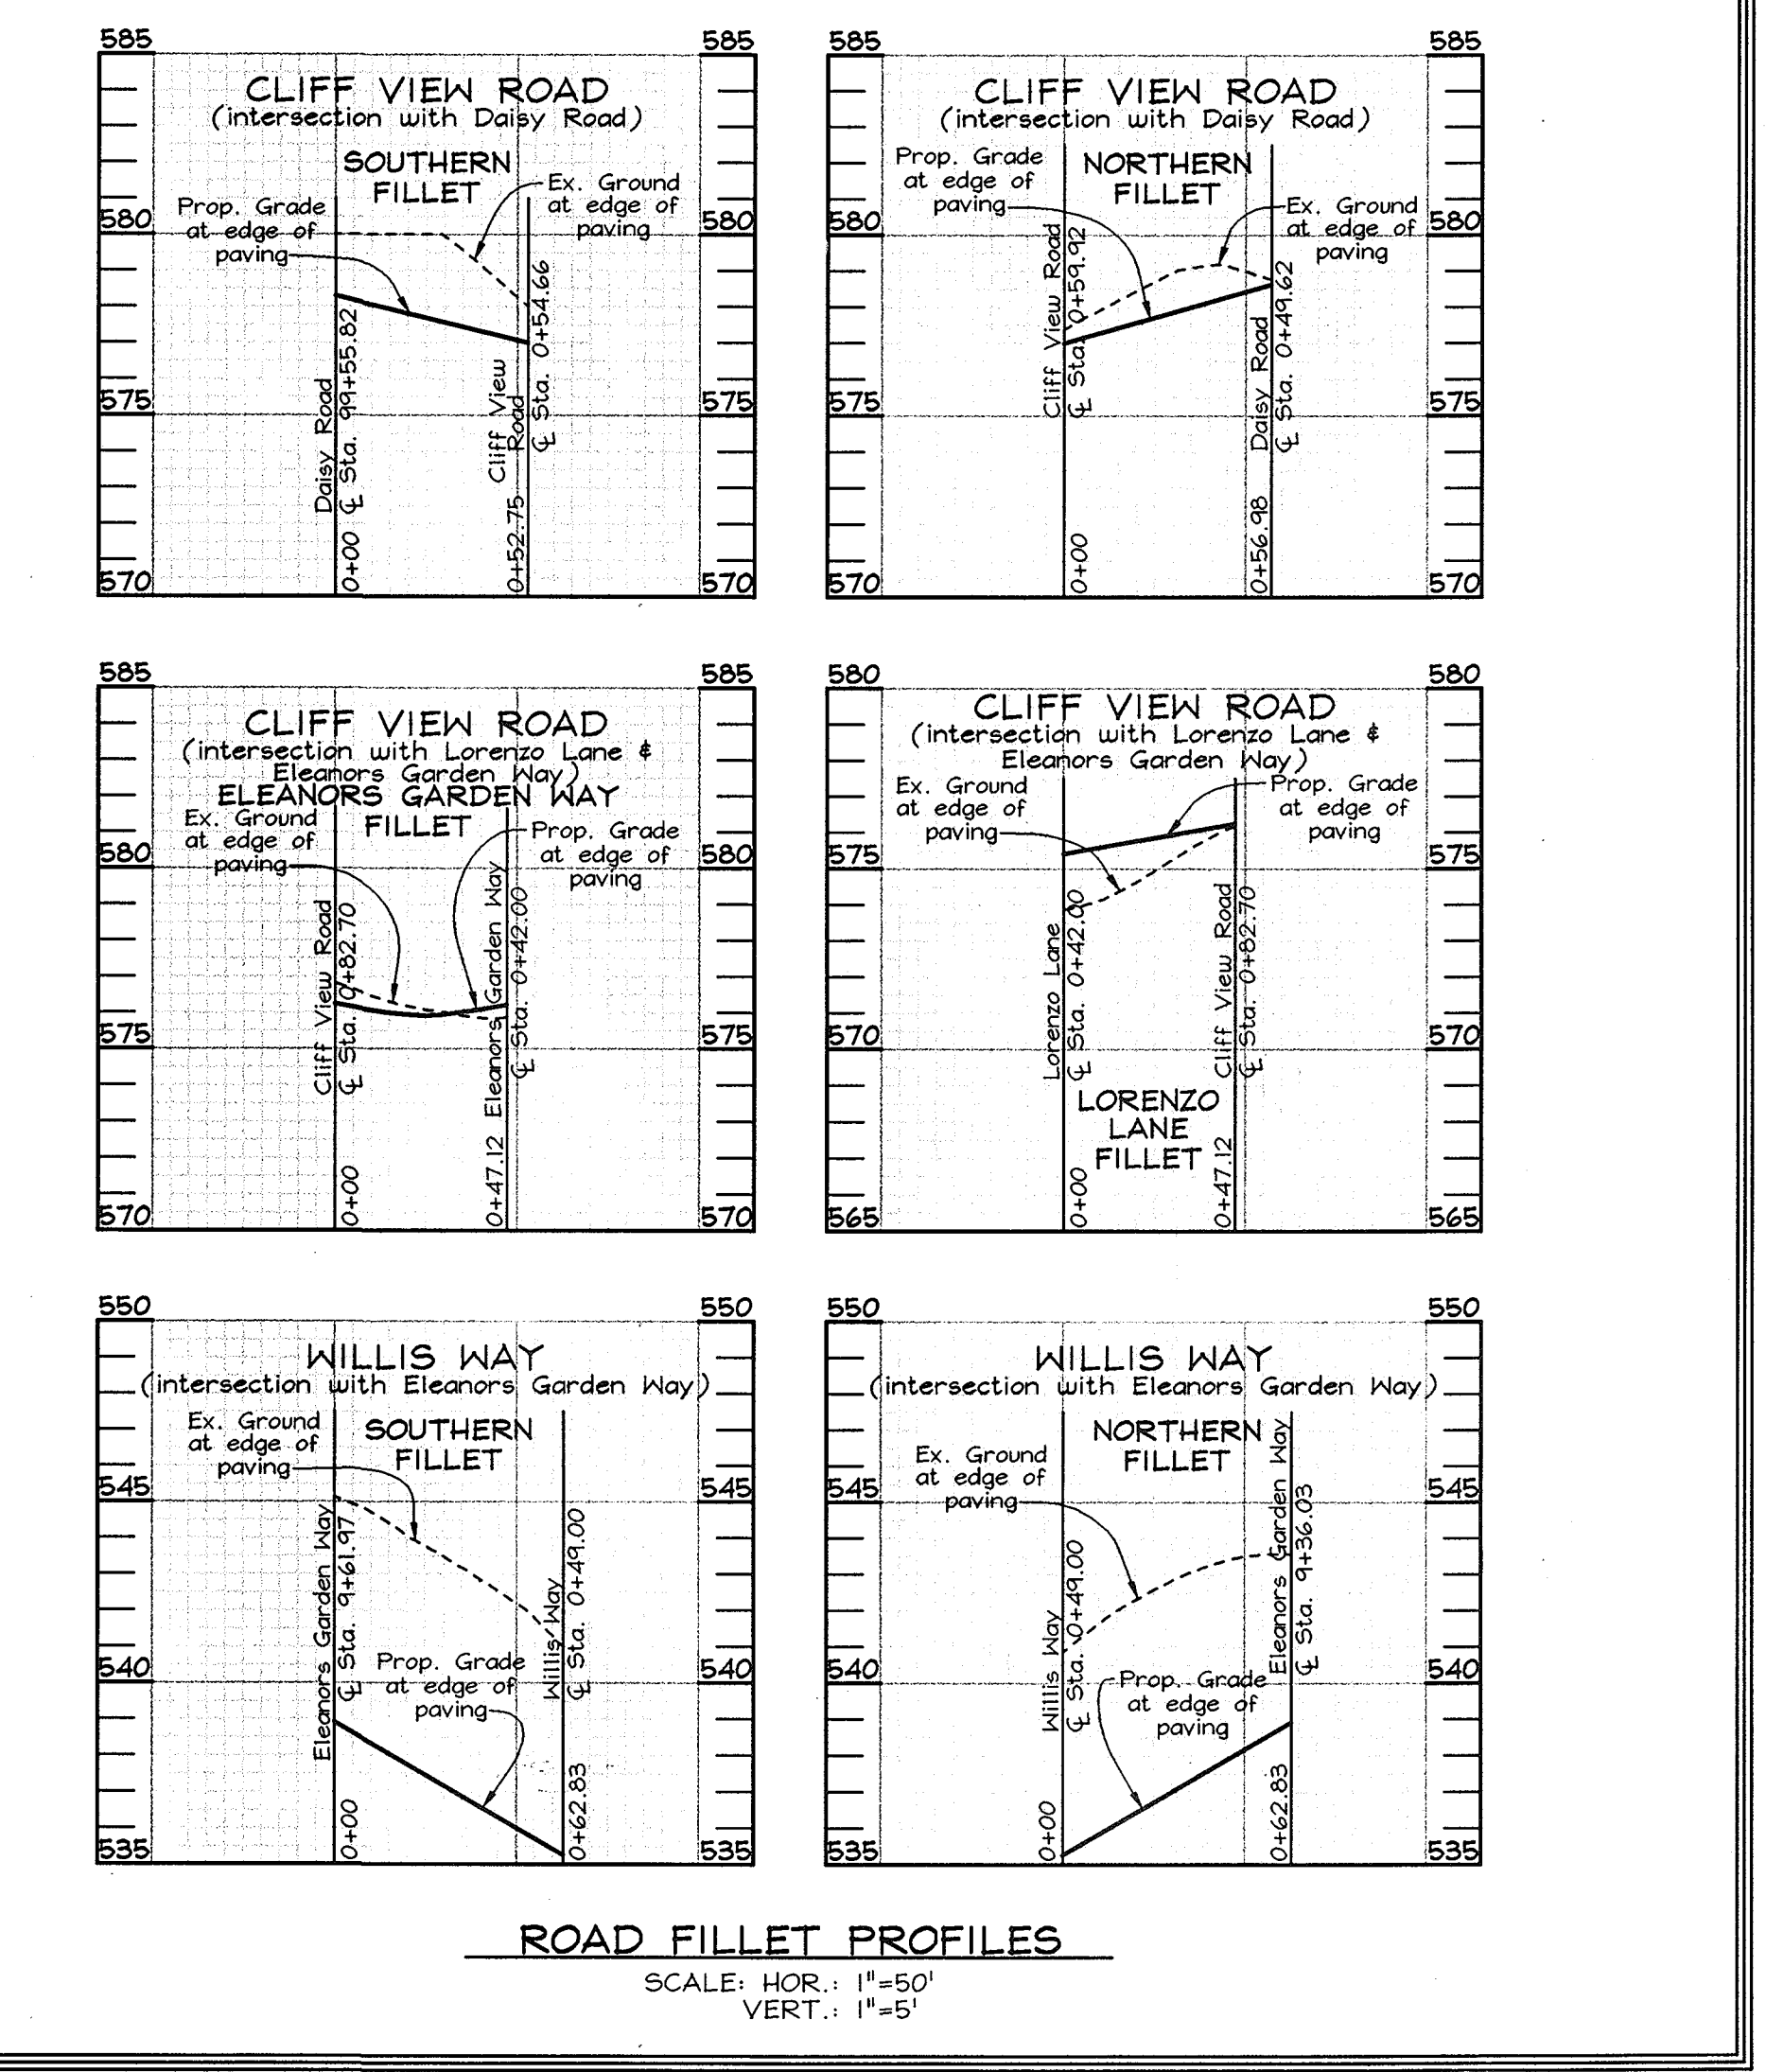 585
585
CLIFF VIEW ROAD
(intersection with Daisy Road)
SOUTHERN
FILLET
Prop. Grade
at edge of
paving
Ex. Ground
at edge of
paving
580
580
575
575
570
570
Daisy Road
0+00 ℄ Sta. 99+55.82
Cliff View
Road
0+52.75
℄ Sta. 0+54.66
585
585
CLIFF VIEW ROAD
(intersection with Daisy Road)
Prop. Grade
at edge of
paving
NORTHERN
FILLET
Ex. Ground
at edge of
paving
580
580
575
575
570
570
Cliff View Road
℄ Sta. 0+59.92
0+00
Daisy Road
0+56.98
℄ Sta. 0+49.62
585
585
CLIFF VIEW ROAD
(intersection with Lorenzo Lane &
Eleanors Garden Way)
ELEANORS GARDEN WAY
FILLET
Ex. Ground
at edge of
paving
Prop. Grade
at edge of
paving
580
580
575
575
570
570
Cliff View Road
℄ Sta. 0+82.70
0+00
0+47.12 Eleanors Garden Way
℄ Sta. 0+42.00
580
580
CLIFF VIEW ROAD
(intersection with Lorenzo Lane &
Eleanors Garden Way)
Ex. Ground
at edge of
paving
Prop. Grade
at edge of
paving
575
575
570
570
565
565
Lorenzo Lane
℄ Sta. 0+42.00
0+00
Cliff View Road
℄ Sta. 0+82.70
0+47.12
LORENZO
LANE
FILLET
550
550
WILLIS WAY
(intersection with Eleanors Garden Way)
Ex. Ground
at edge of
paving
SOUTHERN
FILLET
545
545
540
540
535
535
Eleanors Garden Way
℄ Sta. 9+61.97
0+00
Prop. Grade
at edge of
paving
Willis Way
℄ Sta. 0+49.00
0+62.83
550
550
WILLIS WAY
(intersection with Eleanors Garden Way)
NORTHERN
FILLET
Ex. Ground
at edge of
paving
545
545
540
540
535
535
Willis Way
℄ Sta. 0+49.00
0+00
Prop. Grade
at edge of
paving
Eleanors Garden Way
℄ Sta. 9+36.03
0+62.83
ROAD FILLET PROFILES
SCALE: HOR.: 1"=50'
VERT.: 1"=5'